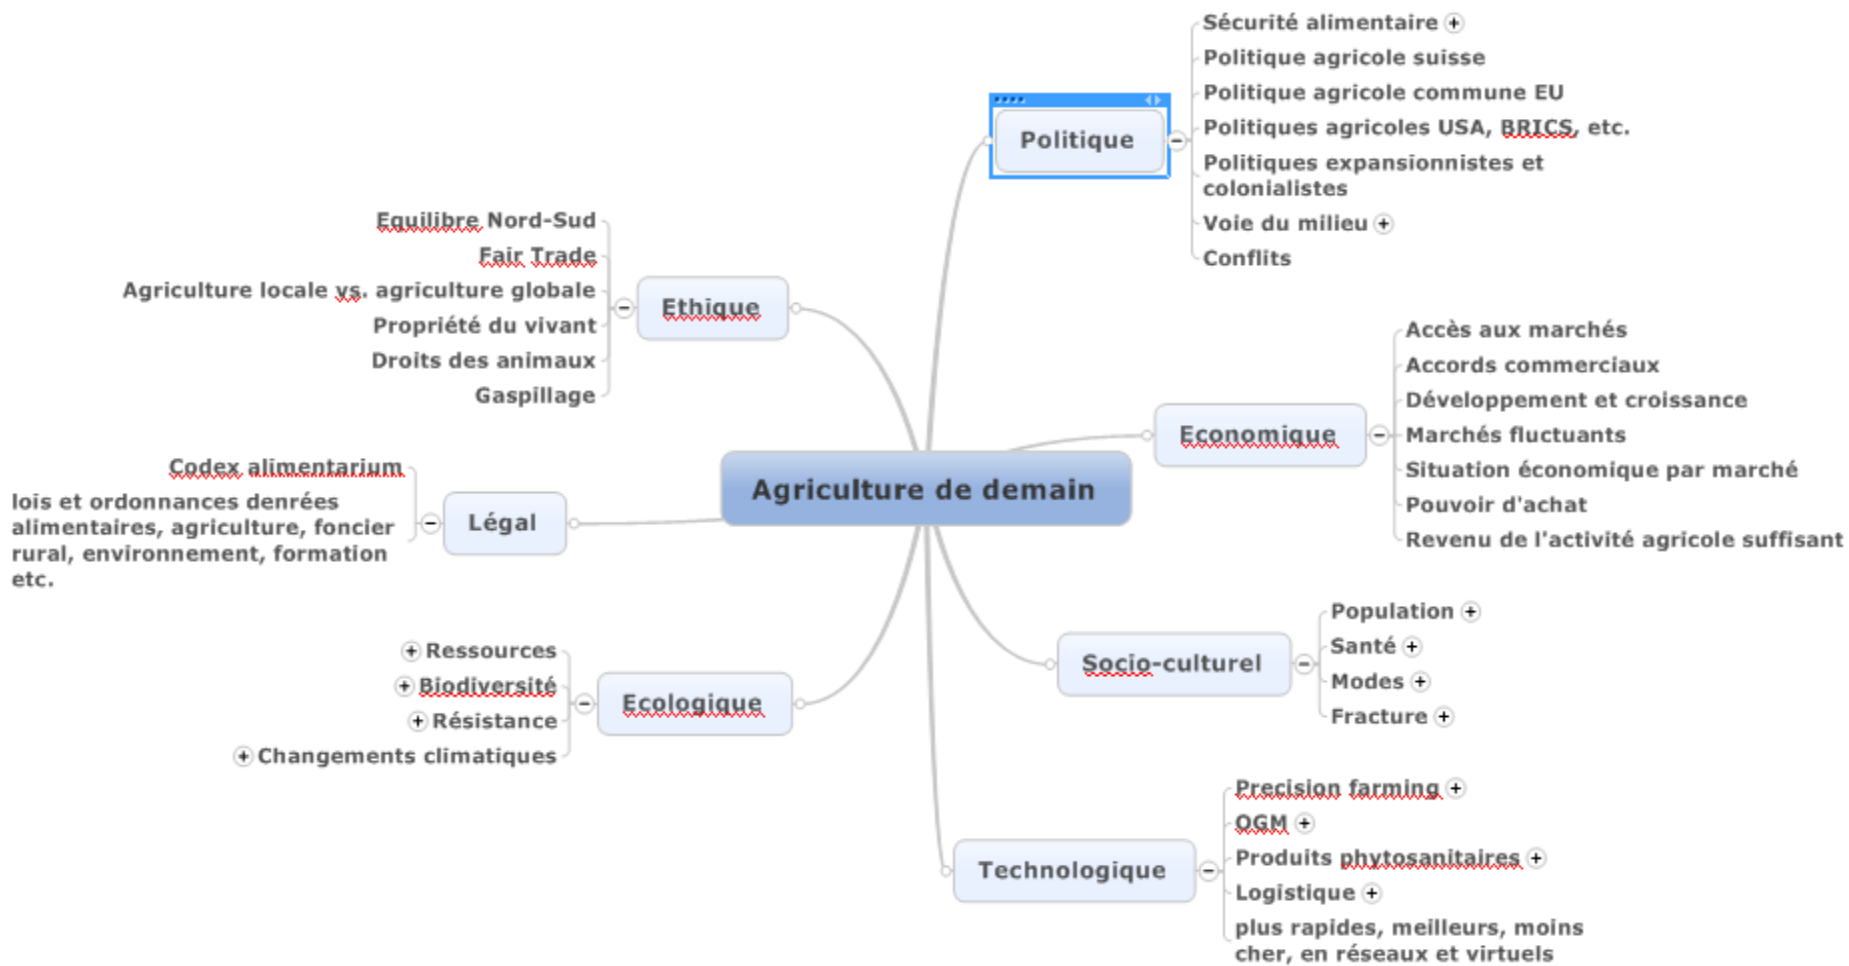 Agriculture de demain
Politique
Sécurité alimentaire
Politique agricole suisse
Politique agricole commune EU
Politiques agricoles USA, BRICS, etc.
Politiques expansionnistes et
colonialistes
Voie du milieu
Conflits
Economique
Accès aux marchés
Accords commerciaux
Développement et croissance
Marchés fluctuants
Situation économique par marché
Pouvoir d'achat
Revenu de l'activité agricole suffisant
Socio-culturel
Population
Santé
Modes
Fracture
Technologique
Precision farming
OGM
Produits phytosanitaires
Logistique
plus rapides, meilleurs, moins
cher, en réseaux et virtuels
Ethique
Equilibre Nord-Sud
Fair Trade
Agriculture locale vs. agriculture globale
Propriété du vivant
Droits des animaux
Gaspillage
Légal
Codex alimentarium
lois et ordonnances denrées
alimentaires, agriculture, foncier
rural, environnement, formation
etc.
Ecologique
Ressources
Biodiversité
Résistance
Changements climatiques